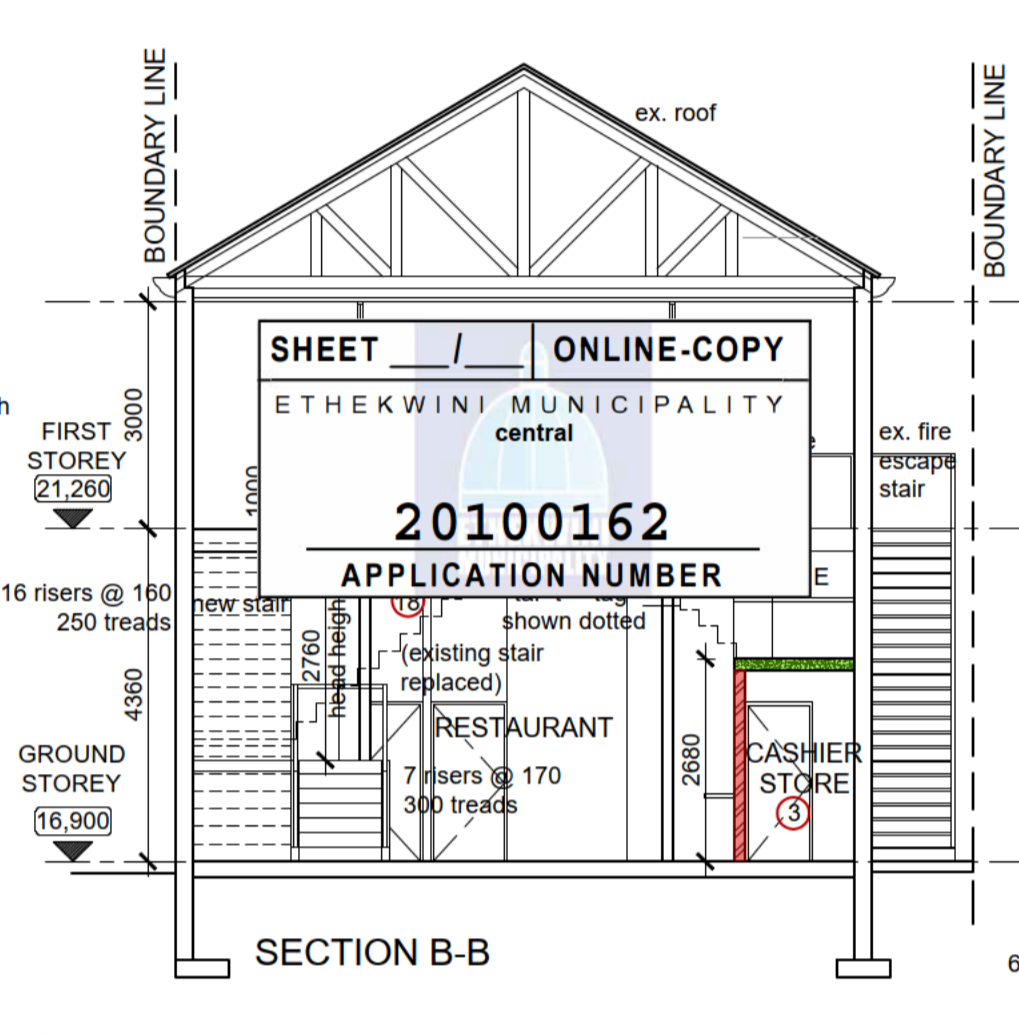 BOUNDARY LINE
BOUNDARY LINE
ex. roof
SHEET ___/___ ONLINE-COPY
ETHEKWINI MUNICIPALITY
central
20100162
APPLICATION NUMBER
3000
FIRST
STOREY
21,260
1000
ex. fire
escape
stair
E
16 risers @ 160
250 treads
new stair
18
shown dotted
(existing stair
replaced)
2760
head height
4360
RESTAURANT
7 risers @ 170
300 treads
2680
CASHIER
STORE
3
GROUND
STOREY
16,900
SECTION B-B
6